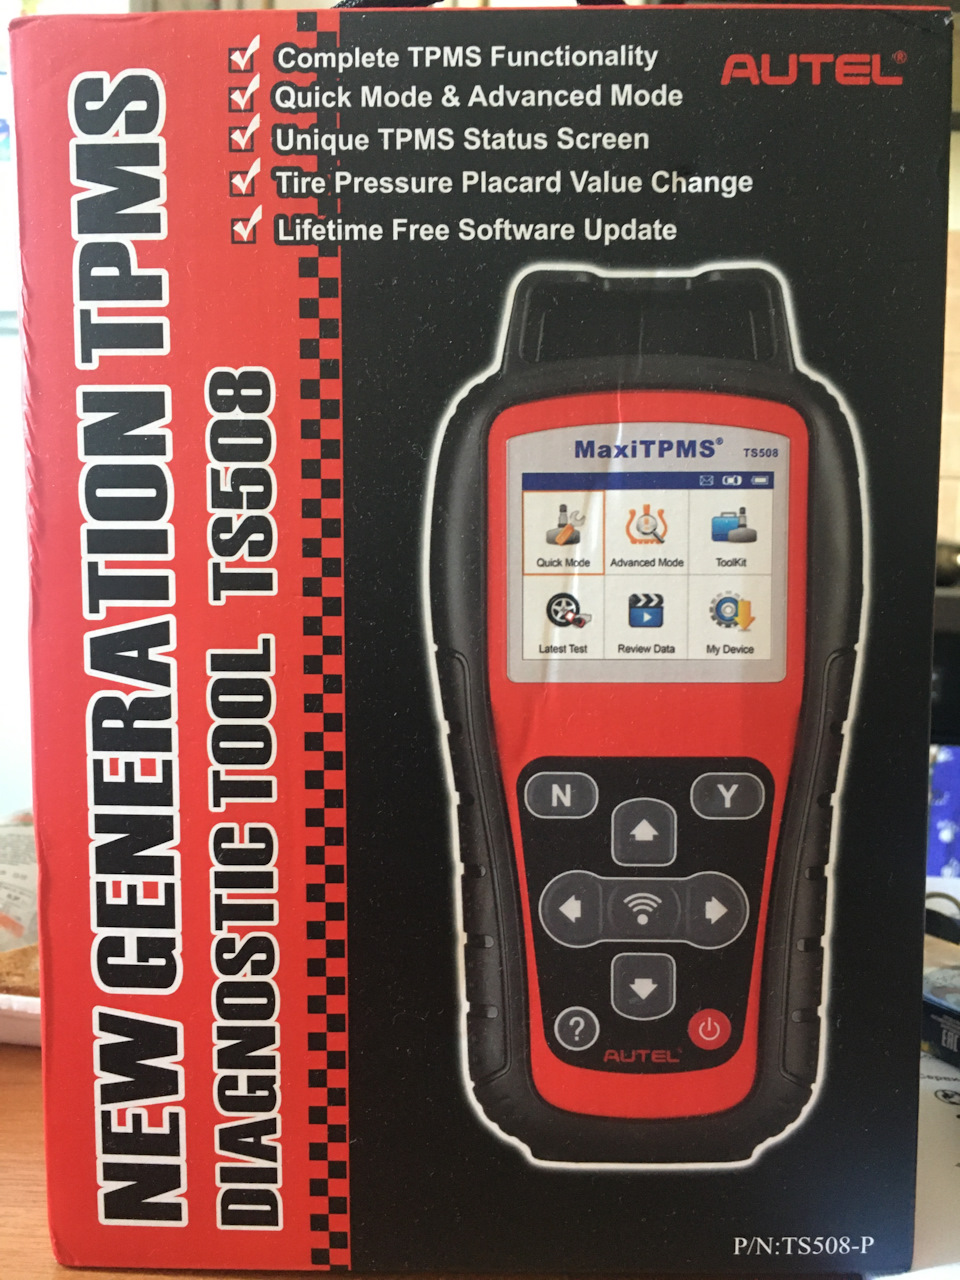 Complete TPMS Functionality
Quick Mode & Advanced Mode
Unique TPMS Status Screen
Tire Pressure Placard Value Change
Lifetime Free Software Update
AUTEL®
NEW GENERATION TPMS
DIAGNOSTIC TOOL TS508
MaxiTPMS® TS508
Quick Mode Advanced Mode ToolKit
Latest Test Review Data My Device
N Y
?
AUTEL®
P/N:TS508-P
EAC